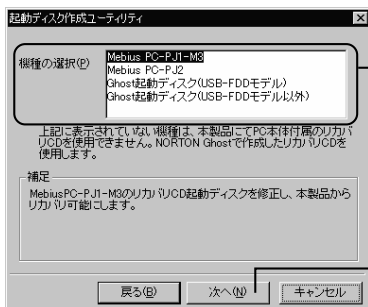 起動ディスク作成ユーティリティ
機種の選択(P)
Mebius PC-PJ1-M3
Mebius PC-PJ2
Ghost起動ディスク(USB-FDDモデル)
Ghost起動ディスク(USB-FDDモデル以外)
上記に表示されていない機種は、本製品にてPC本体付属のリカバ
リCDを使用できません。NORTON Ghostで作成したリカバリCDを
使用します。
補足
MebiusPC-PJ1-M3のリカバリCD起動ディスクを修正し、本製品から
リカバリ可能にします。
戻る(B)
次へ(N)
キャンセル